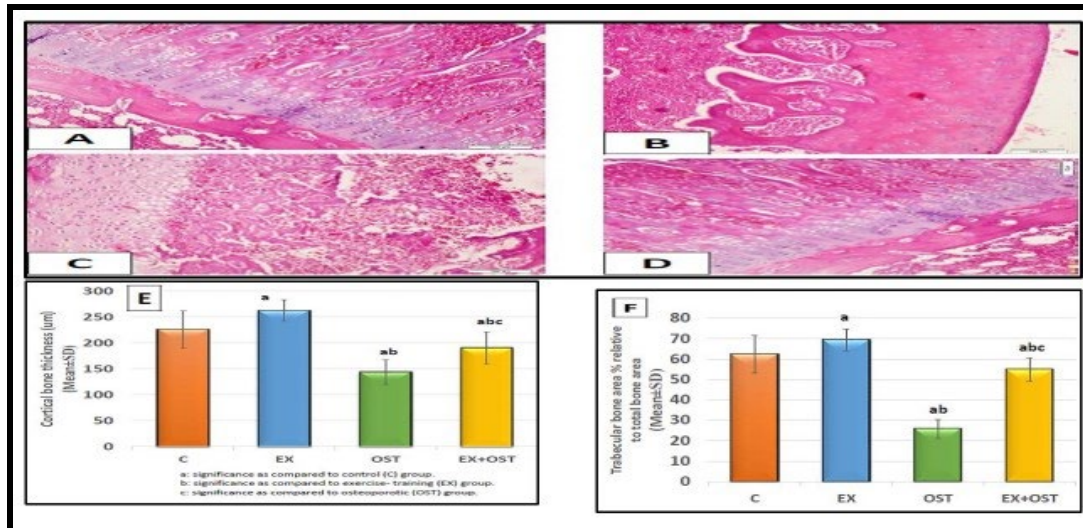 A
B
C
D
E
Cortical bone thickness (um)
(Mean±SD)
300
250
200
150
100
50
0
a
ab
abc
C EX OST EX+OST
a: significance as compared to control (C) group.
b: significance as compared to exercise- training (EX) group.
c: significance as compared to osteoporotic (OST) group.
F
Trabecular bone area % relative
to total bone area
(Mean±SD)
80
70
60
50
40
30
20
10
0
a
ab
abc
C EX OST EX+OST